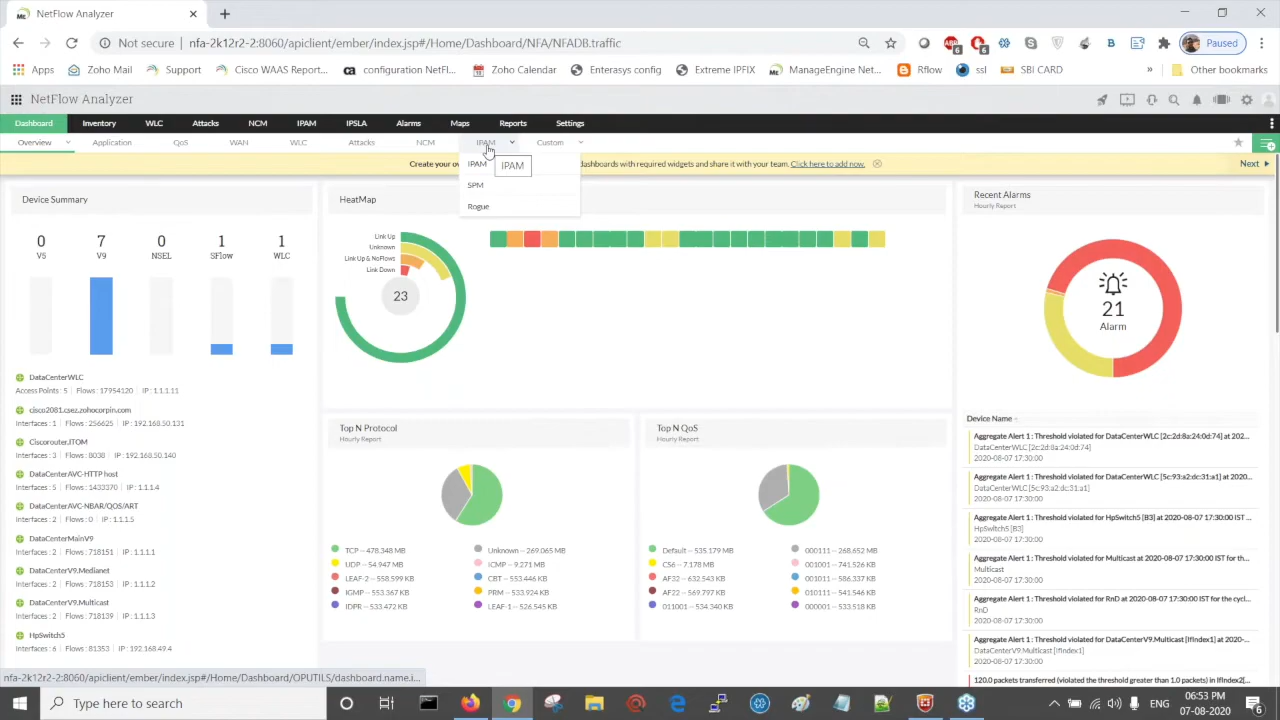 NetFlow Analyzer
Not secure | nfa-2k12r2-2:8060/apiclient/ember/index.jsp#/Home/Dashboard/NFA/NFADB.traffic
ABP 6 6 B Paused
Apps Zoho Mail Support Cisco ASAS Report... ca configuration NetFl... Zoho Calendar Enterasys config Extreme IPFIX ManageEngine Net... Rflow ssl SBI CARD » Other bookmarks
NetFlow Analyzer
Dashboard Inventory WLC Attacks NCM IPAM IPSLA Alarms Maps Reports Settings
Overview Application QoS WAN WLC Attacks NCM IPAM Custom
Create your ow dashboards with required widgets and share it with your team. Click here to add now. Next
IPAM
IPAM
SPM
Rogue
Device Summary
0 7 0 1 1
V5 V9 NSEL SFlow WLC
DataCenterWLC
Access Points : 5 | Flows : 17954120 | IP : 1.1.1.11
cisco2081.csez.zohocorpin.com
Interfaces : 1 | Flows : 256625 | IP : 192.168.50.131
Ciscorouter.ITOM
Interfaces : 3 | Flows : 8038 | IP : 192.168.50.140
DataCenterAVC-HTTP host
Interfaces : 5 | Flows : 1433370 | IP : 1.1.1.4
DataCenterAVC-NBAR/QOS/ART
Interfaces : 2 | Flows : 0 | IP : 1.1.1.5
DataCenterMainV9
Interfaces : 2 | Flows : 718151 | IP : 1.1.1.1
DataCenterV9.Medianet
Interfaces : 2 | Flows : 718153 | IP : 1.1.1.2
DataCenterV9.Multicast
Interfaces : 2 | Flows : 718139 | IP : 1.1.1.3
HpSwitch5
Interfaces : 6 | Flows : 81353 | IP : 192.168.49.4
HeatMap
Link Up
Unknown
Link Up & NoFlows
Link Down
23
Top N Protocol
Hourly Report
TCP -- 478.348 MB
UDP -- 54.947 MB
LEAF-2 -- 558.599 KB
IGMP -- 553.367 KB
IDPR -- 533.472 KB
Unknown -- 269.065 MB
ICMP -- 9.271 MB
CBT -- 553.446 KB
PRM -- 533.924 KB
LEAF-1 -- 526.545 KB
Top N QoS
Hourly Report
Default -- 535.179 MB
CS6 -- 7.178 MB
AF32 -- 632.543 KB
AF22 -- 569.797 KB
011001 -- 534.340 KB
000111 -- 268.652 MB
001001 -- 741.526 KB
001011 -- 586.337 KB
010111 -- 541.546 KB
000001 -- 533.518 KB
Recent Alarms
Hourly Report
21
Alarm
Device Name
Aggregate Alert 1 : Threshold violated for DataCenterWLC [2c:2d:8a:24:0d:74] at 202...
DataCenterWLC [2c:2d:8a:24:0d:74]
2020-08-07 17:30:00
Aggregate Alert 1 : Threshold violated for DataCenterWLC [5c:93:a2:dc:31:a1] at 2020...
DataCenterWLC [5c:93:a2:dc:31:a1]
2020-08-07 17:30:00
Aggregate Alert 1 : Threshold violated for HpSwitch5 [B3] at 2020-08-07 17:30:00 IST ...
HpSwitch5 [B3]
2020-08-07 17:30:00
Aggregate Alert 1 : Threshold violated for Multicast at 2020-08-07 17:30:00 IST for th...
Multicast
2020-08-07 17:30:00
Aggregate Alert 1 : Threshold violated for RnD at 2020-08-07 17:30:00 IST for the cycl...
RnD
2020-08-07 17:30:00
Aggregate Alert 1 : Threshold violated for DataCenterV9.Multicast [IfIndex1] at 2020-...
DataCenterV9.Multicast [IfIndex1]
2020-08-07 17:30:00
120.0 packets transferred (violated the threshold greater than 1.0 packets) in IfIndex2[...
nfa-2k12r2-2:8060/apiclient/ember/index.jsp#/Home/Dashboard/OPUTILS/dashboard.name.i...
Type here to search
ENG
06:53 PM
07-08-2020
6